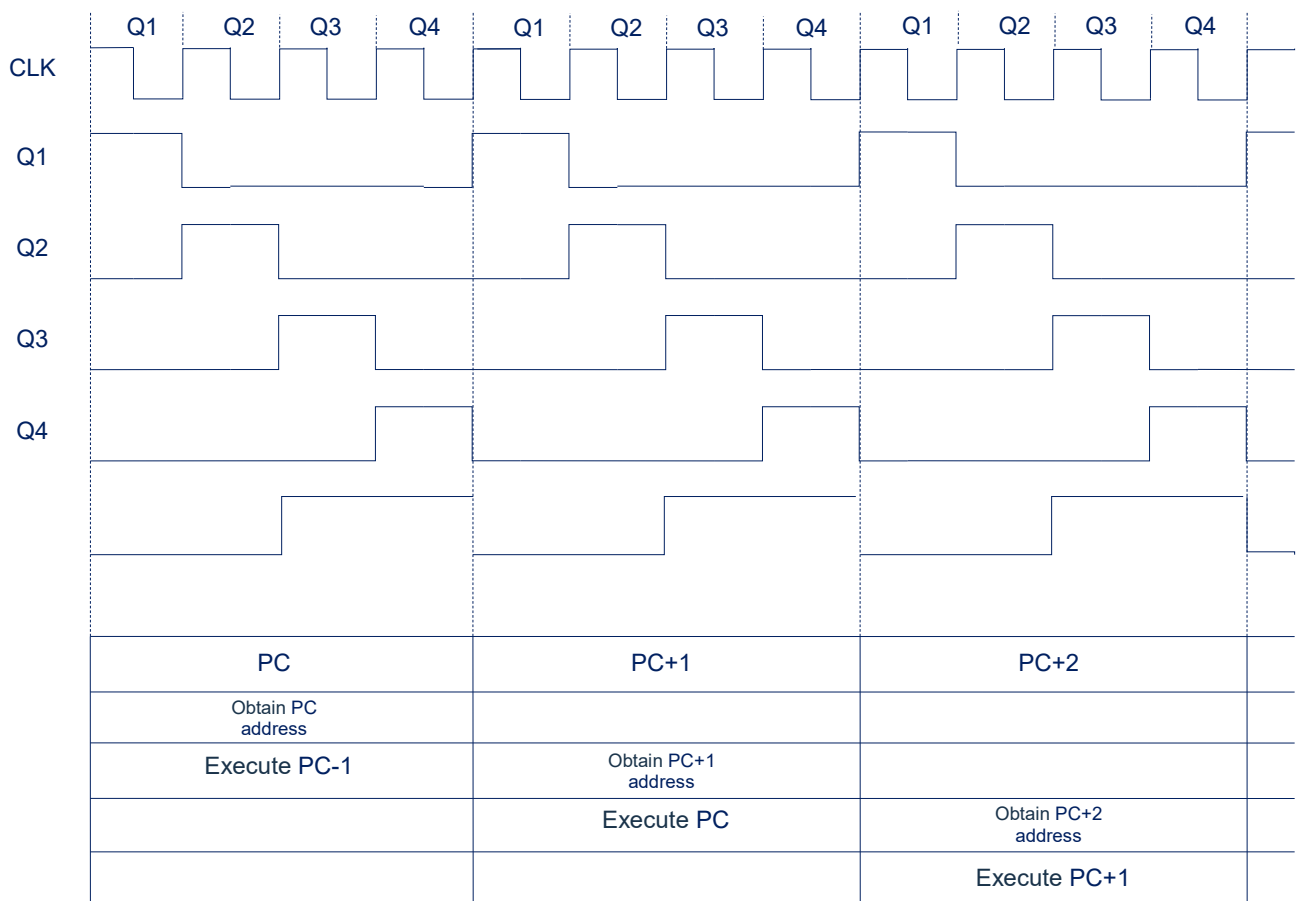 Q1 Q2 Q3 Q4 Q1 Q2 Q3 Q4 Q1 Q2 Q3 Q4
CLK
Q1
Q2
Q3
Q4
PC PC+1 PC+2
Obtain PC
address
Execute PC-1
Obtain PC+1
address
Execute PC
Obtain PC+2
address
Execute PC+1